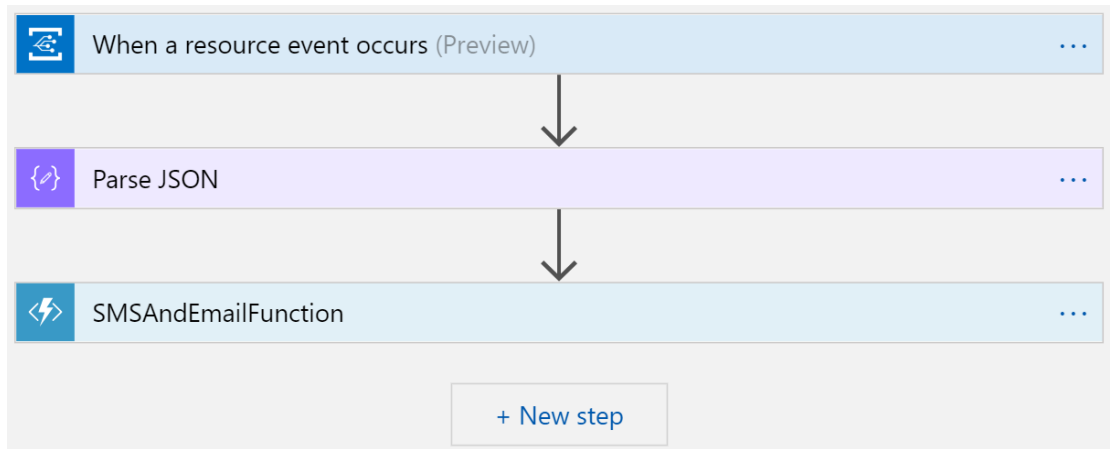 When a resource event occurs (Preview)
Parse JSON
SMSAndEmailFunction
+ New step